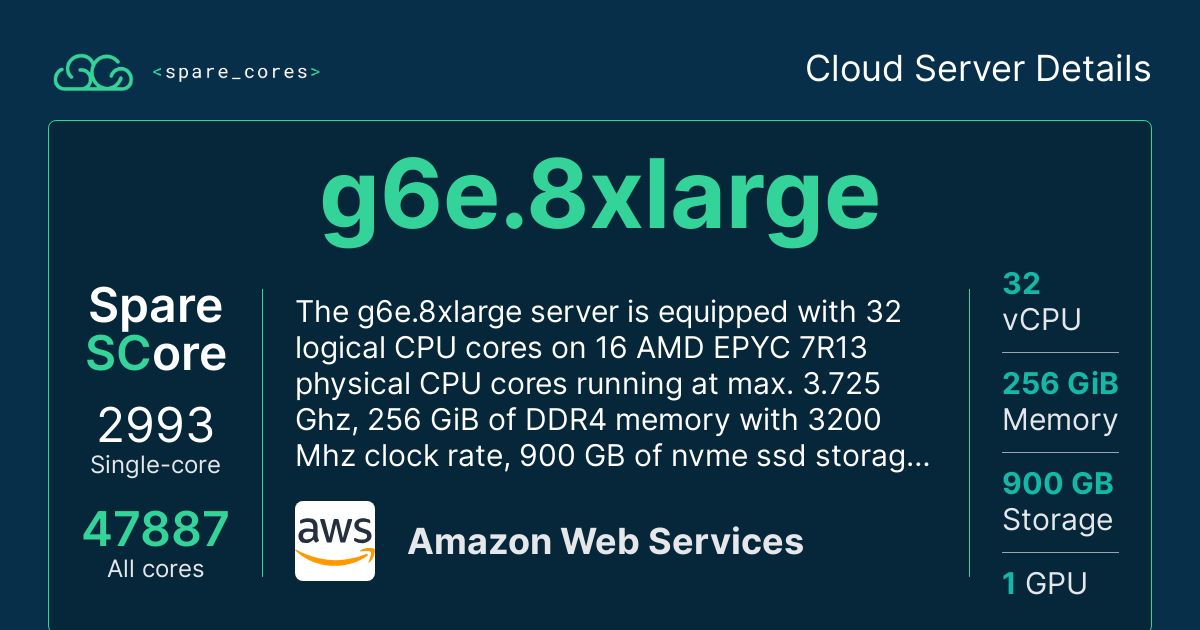 <spare_cores>
Cloud Server Details
g6e.8xlarge
Spare
SCore
2993
Single-core
47887
All cores
The g6e.8xlarge server is equipped with 32
logical CPU cores on 16 AMD EPYC 7R13
physical CPU cores running at max. 3.725
Ghz, 256 GiB of DDR4 memory with 3200
Mhz clock rate, 900 GB of nvme ssd storag...
aws
Amazon Web Services
32
vCPU
256 GiB
Memory
900 GB
Storage
1 GPU